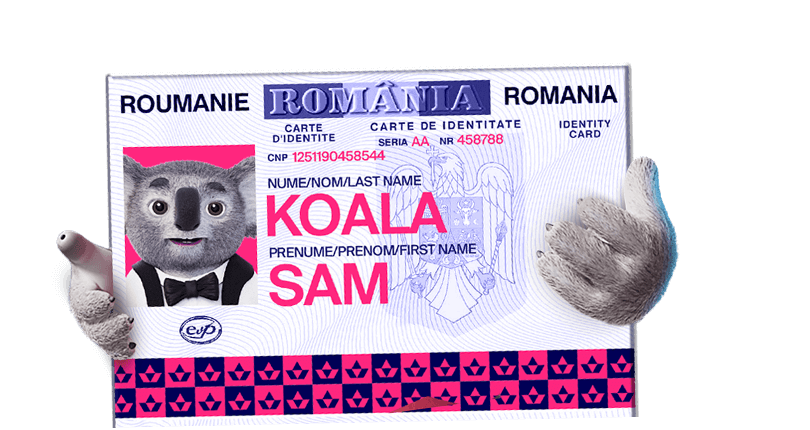 ROUMANIE ROMÂNIA ROMANIA
CARTE D'IDENTITE
CARTE DE IDENTITATE
IDENTITY CARD
SERIA AA NR 458788
CNP 1251190458544
NUME/NOM/LAST NAME
KOALA
PRENUME/PRENOM/FIRST NAME
SAM
evp